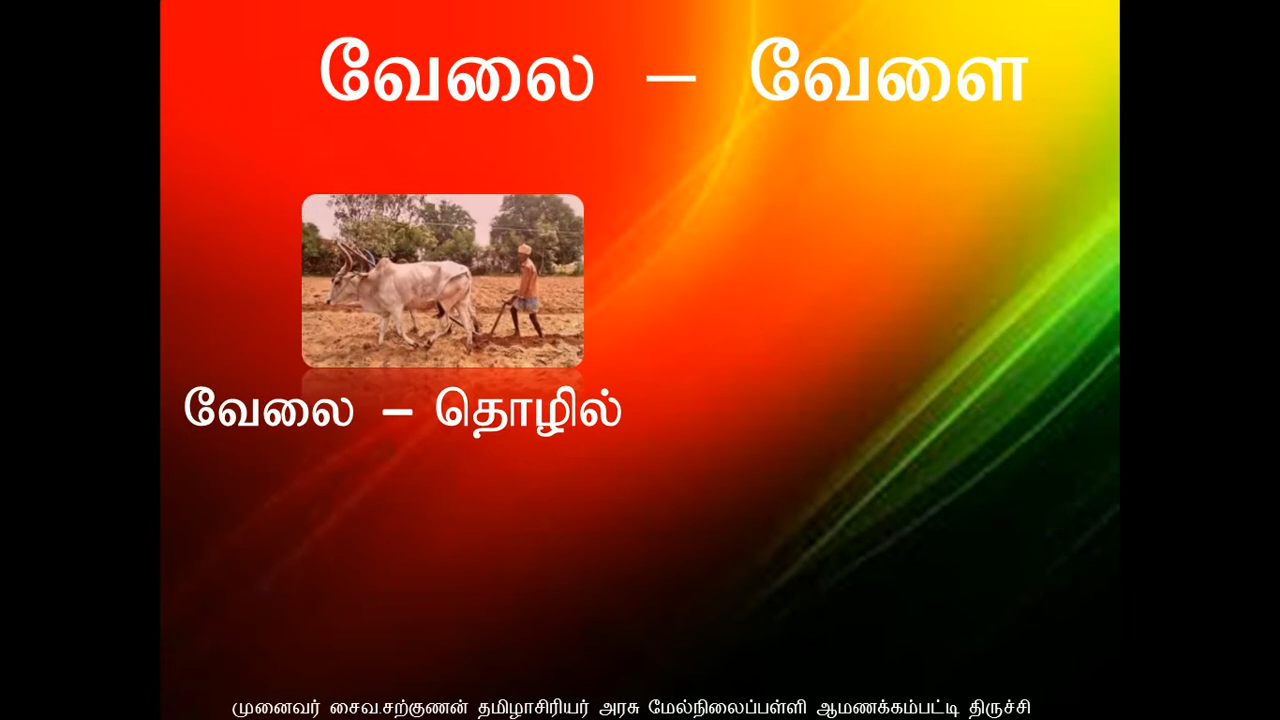 வேலை – வேளை
வேலை – தொழில்
முனைவர் சைவ.சற்குணன் தமிழாசிரியர் அரசு மேல்நிலைப்பள்ளி ஆமணக்கம்பட்டி திருச்சி